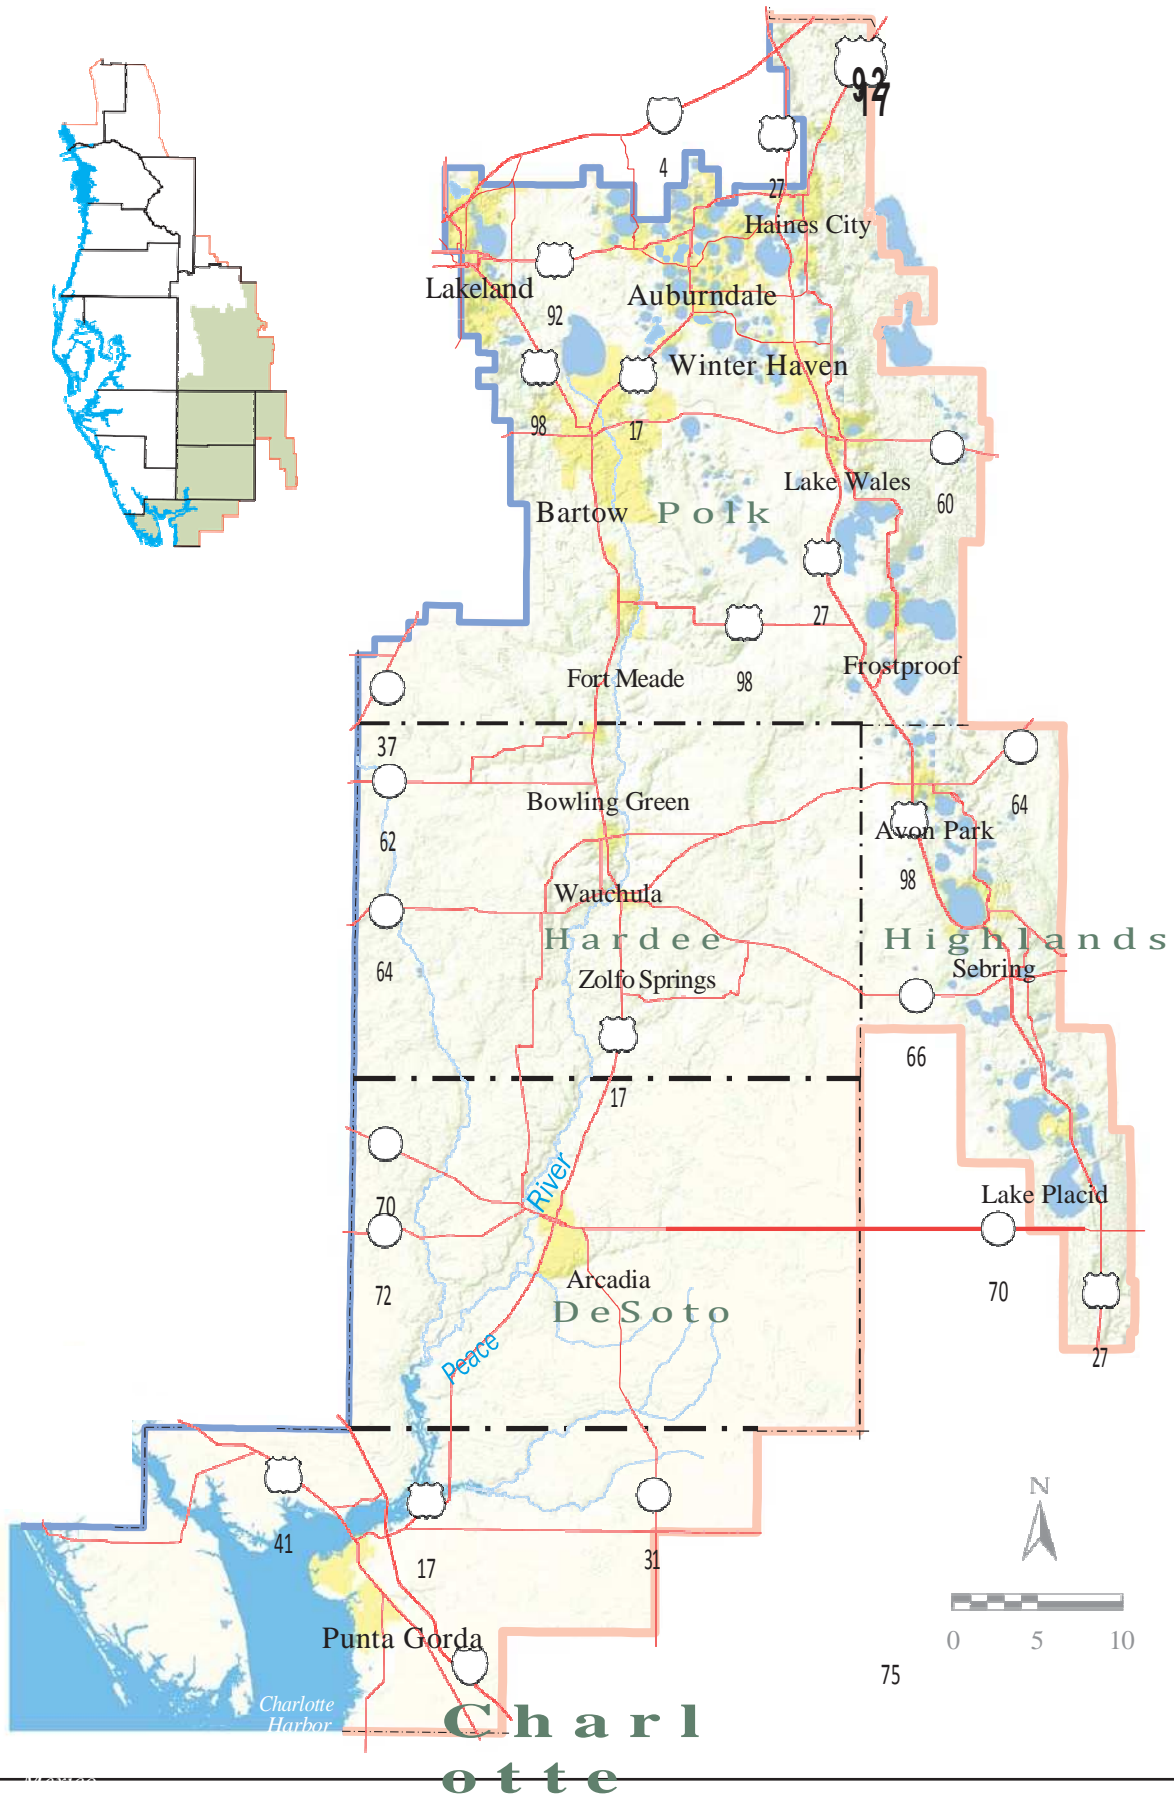 92
17
4
27
Haines City
Lakeland
Auburndale
92
Winter Haven
98
17
Lake Wales
60
Bartow
Polk
27
Frostproof
Fort Meade
98
37
Bowling Green
64
Avon Park
62
98
Wauchula
Hardee
Highlands
64
Sebring
Zolfo Springs
66
17
River
70
Lake Placid
Arcadia
72
70
DeSoto
Peace
27
N
41
17
31
0 5 10
Punta Gorda
75
Charlotte
Harbor
Charl
otte